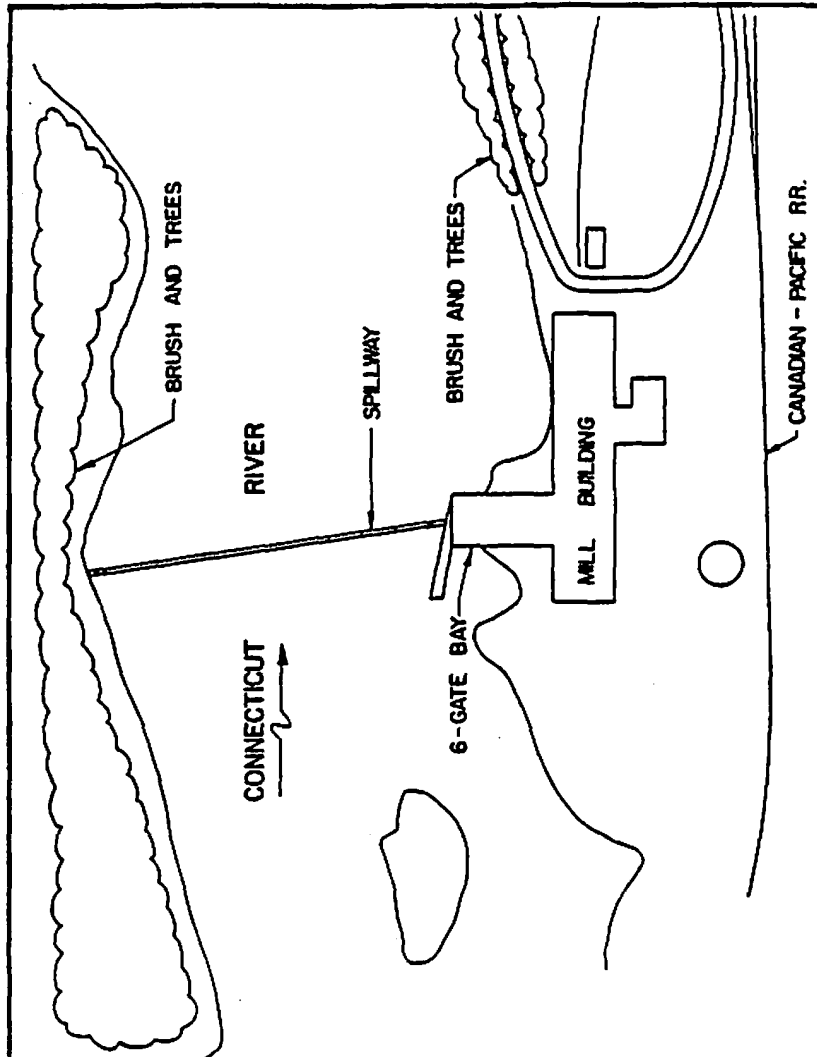 BRUSH AND TREES
CONNECTICUT RIVER
SPILLWAY
BRUSH AND TREES
6-GATE BAY
MILL BUILDING
CANADIAN - PACIFIC RR.